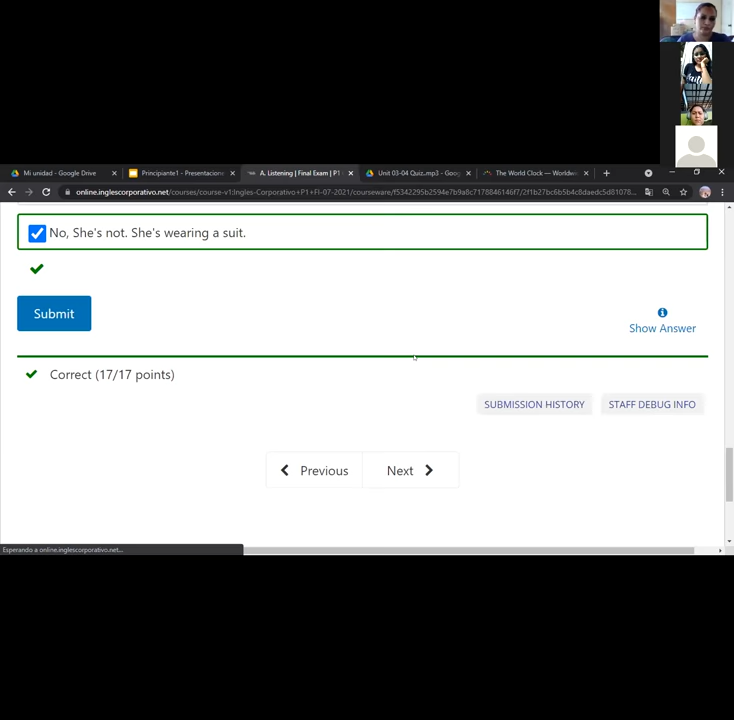 Mi unidad - Google Drive
Principiante1 - Presentacione
A. Listening | Final Exam | P1
Unit 03-04 Quiz.mp3 - Goog
The World Clock — Worldwi
online.inglescorporativo.net/courses/course-v1:Ingles-Corporativo+P1+FI-07-2021/courseware/f5342295b2594e7b9a8c7178846146f7/2f1b27bc6b5b4c8daedc5d81078...
No, She's not. She's wearing a suit.
Submit
Show Answer
Correct (17/17 points)
SUBMISSION HISTORY
STAFF DEBUG INFO
Previous
Next
Esperando a online.inglescorporativo.net...